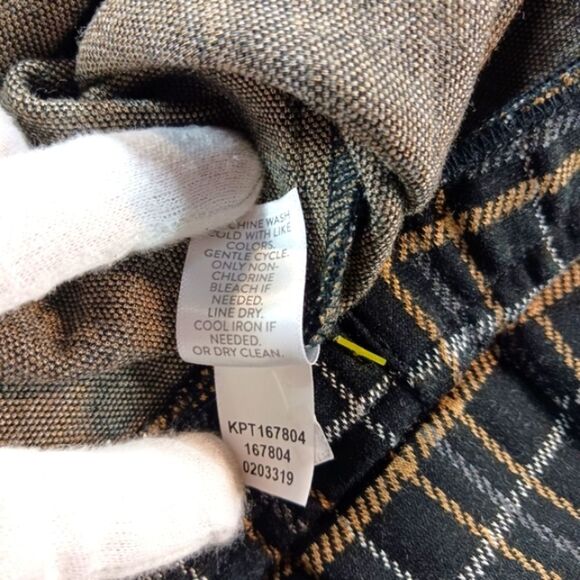 CHINE WASH
COLD WITH LIKE
COLORS.
GENTLE CYCLE.
ONLY NON-
CHLORINE
BLEACH IF
NEEDED.
LINE DRY.
COOL IRON IF
NEEDED.
OR DRY CLEAN.
KPT167804
167804
0203319